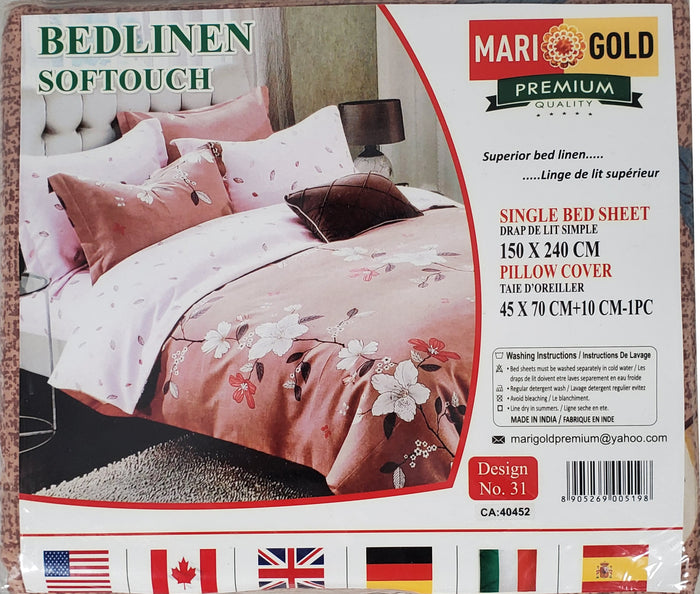 BEDLINEN
SOFTOUCH
MARI GOLD
PREMIUM
QUALITY
Superior bed linen.....
.....Linge de lit supérieur
SINGLE BED SHEET
DRAP DE LIT SIMPLE
150 X 240 CM
PILLOW COVER
TAIE D'OREILLER
45 X 70 CM+10 CM-1PC
Washing Instructions / Instructions De Lavage
• Bed sheets must be washed separately in cold water / Les
draps de lit doivent etre laves separement en eau froide
• Regular detergent wash / Lavage detergent regulier evitez
• Avoid bleaching / Le blanchiment.
• Line dry in summers. / Ligne seche en ete.
MADE IN INDIA / FABRIQUE EN INDE
marigoldpremium@yahoo.com
Design
No. 31
CA:40452
8 905269 005198